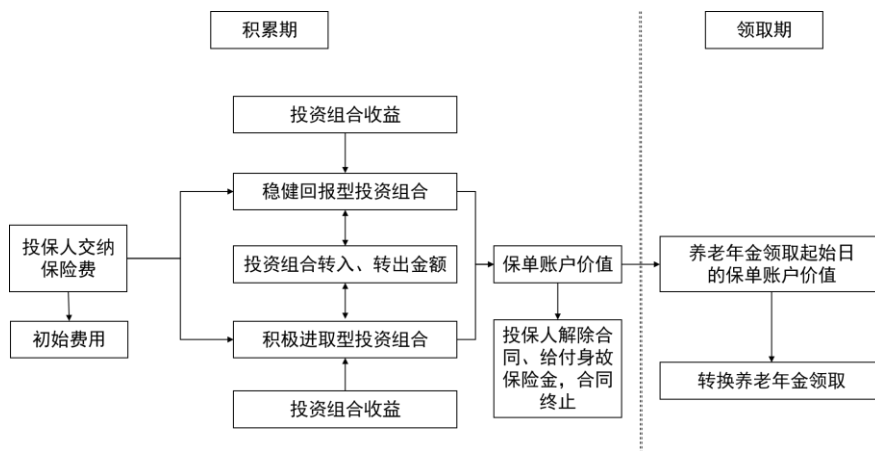 积累期
领取期
投资组合收益
稳健回报型投资组合
投保人交纳
保险费
投资组合转入、转出金额
保单账户价值
养老年金领取起始日
的保单账户价值
初始费用
积极进取型投资组合
投保人解除合
同、给付身故
保险金，合同
终止
转换养老年金领取
投资组合收益